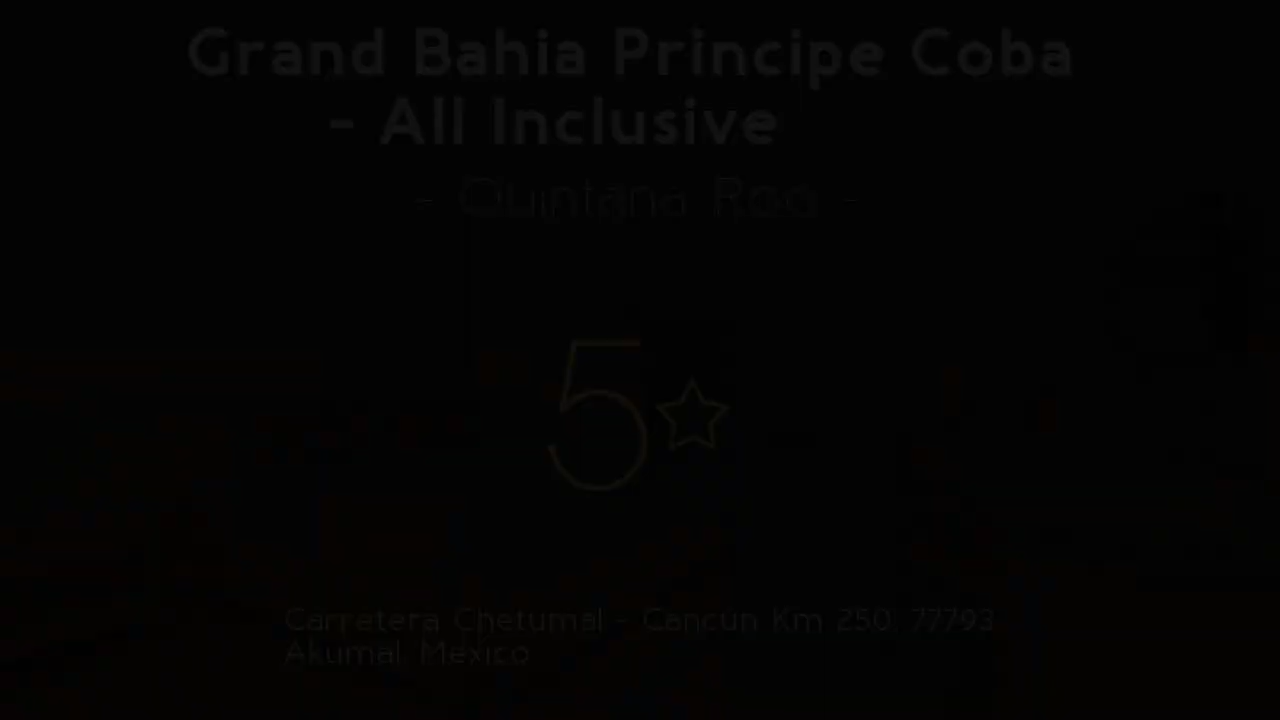 Grand Bahia Principe Coba
- All Inclusive
- Quintana Roo -
5
Carretera Chetumal - Cancun Km 250, 77793
Akumal, Mexico